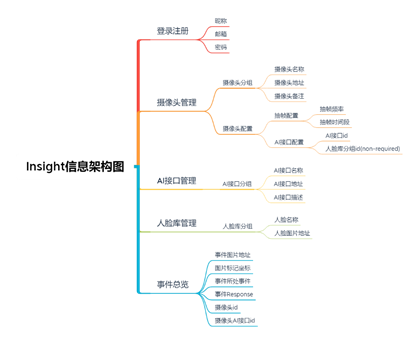 Insight信息架构图
登录注册
昵称
邮箱
密码
摄像头管理
摄像头分组
摄像头名称
摄像头地址
摄像头备注
摄像头配置
抽帧配置
抽帧频率
抽帧时间段
AI接口配置
AI接口id
人脸库分组id(non-required)
AI接口管理
AI接口分组
AI接口名称
AI接口地址
AI接口描述
人脸库管理
人脸库分组
人脸名称
人脸图片地址
事件总览
事件图片地址
图片标记坐标
事件所处事件
事件Response
摄像头id
摄像头AI接口id